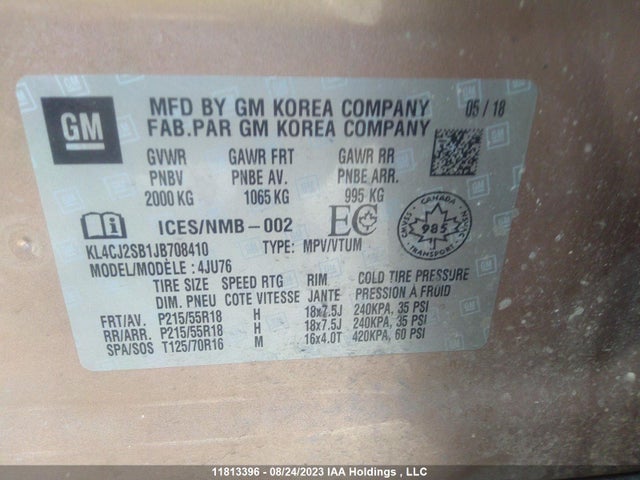 GM
MFD BY GM KOREA COMPANY 05/18
FAB.PAR GM KOREA COMPANY
GVWR GAWR FRT GAWR RR
PNBV PNBE AV. PNBE ARR.
2000 KG 1065 KG 995 KG
ICES/NMB-002 EC
CANADA
CMVSS 985 NSVAC
TRANSPORT
KL4CJ2SB1JB708410 TYPE: MPV/VTUM
MODEL/MODÈLE : 4JU76
TIRE SIZE SPEED RTG RIM COLD TIRE PRESSURE
DIM. PNEU COTE VITESSE JANTE PRESSION A FROID
FRT/AV. P215/55R18 H 18x7.5J 240KPA, 35 PSI
RR/ARR. P215/55R18 H 18x7.5J 240KPA, 35 PSI
SPA/SOS T125/70R16 M 16x4.0T 420KPA, 60 PSI
11813396 - 08/24/2023 IAA Holdings , LLC